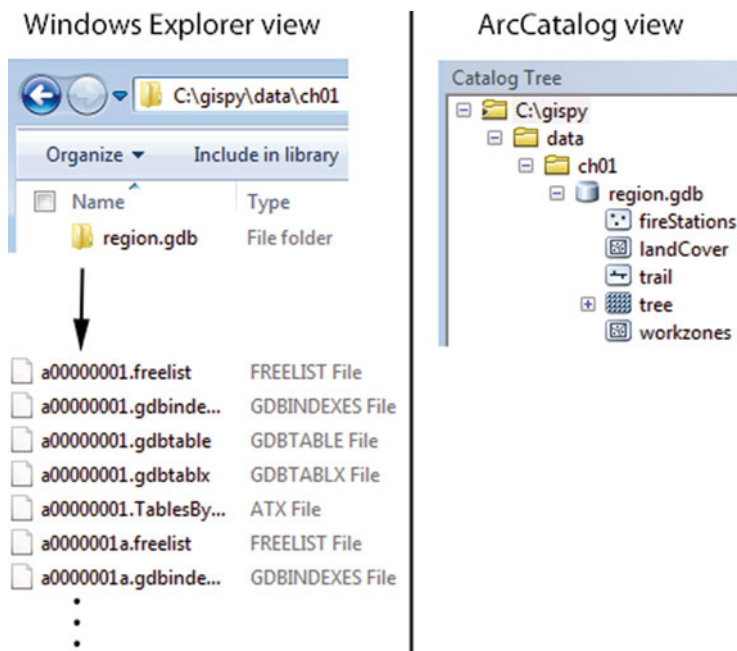 Windows Explorer view
C:\gispy\data\ch01
Organize
Include in library
Name
Type
region.gdb
File folder
a00000001.freelist
FREELIST File
a00000001.gdbinde...
GDBINDEXES File
a00000001.gdbtable
GDBTABLE File
a00000001.gdbtablx
GDBTABLX File
a00000001.TablesBy...
ATX File
a0000001a.freelist
FREELIST File
a0000001a.gdbinde...
GDBINDEXES File
ArcCatalog view
Catalog Tree
C:\gispy
data
ch01
region.gdb
fireStations
landCover
trail
tree
workzones